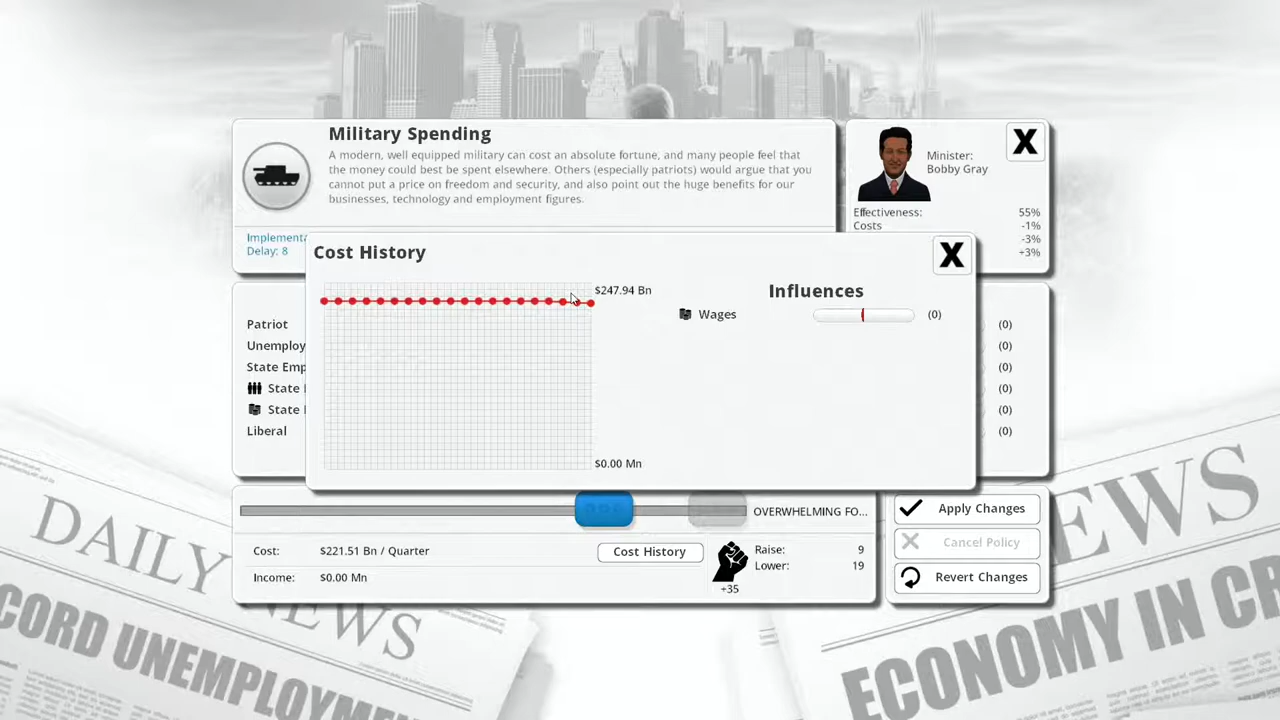 Military Spending
A modern, well equipped military can cost an absolute fortune, and many people feel that
the money could best be spent elsewhere. Others (especially patriots) would argue that you
cannot put a price on freedom and security, and also point out the huge benefits for our
businesses, technology and employment figures.
Minister:
Bobby Gray
X
Effectiveness: 55%
Costs -1%
-3%
+3%
Implementa
Delay: 8
Cost History
X
$247.94 Bn
$0.00 Mn
Influences
Wages (0)
Patriot (0)
Unemploy (0)
State Emp (0)
State (0)
State (0)
Liberal (0)
OVERWHELMING FO...
Cost: $221.51 Bn / Quarter
Cost History
Income: $0.00 Mn
+35
Raise: 9
Lower: 19
Apply Changes
Cancel Policy
Revert Changes
DAILY NEWS
CORD UNEMPLOYM
EWS
ECONOMY IN CR